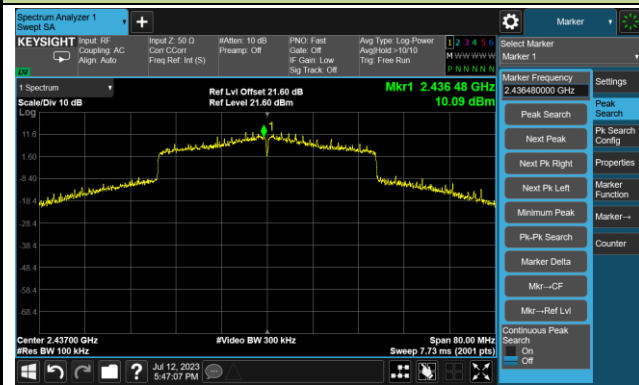 Spectrum Analyzer 1
Swept SA
+
Marker
KEYSIGHT
Input: RF
Coupling: AC
Align: Auto
Input Z: 50 Ω
Corr CCorr
Freq Ref: Int (S)
#Atten: 10 dB
Preamp: Off
PNO: Fast
Gate: Off
IF Gain: Low
Sig Track: Off
Avg Type: Log-Power
Avg|Hold:>10/10
Trig: Free Run
1 2 3 4 5 6
M W W W W W
P N N N N N
Select Marker
Marker 1
LXI
1 Spectrum
Scale/Div 10 dB
Log
Ref Lvl Offset 21.60 dB
Ref Level 21.60 dBm
Mkr1 2.436 48 GHz
10.09 dBm
1
11.6
1.60
-8.40
-18.4
-28.4
-38.4
-48.4
-58.4
-68.4
Center 2.43700 GHz
#Res BW 100 kHz
#Video BW 300 kHz
Span 80.00 MHz
Sweep 7.73 ms (2001 pts)
Marker Frequency
2.436480000 GHz
Peak Search
Next Peak
Next Pk Right
Next Pk Left
Minimum Peak
Pk-Pk Search
Marker Delta
Mkr→CF
Mkr→Ref Lvl
Continuous Peak
Search
On
Off
Settings
Peak
Search
Pk Search
Config
Properties
Marker
Function
Marker→
Counter
?
Jul 12, 2023
5:47:07 PM